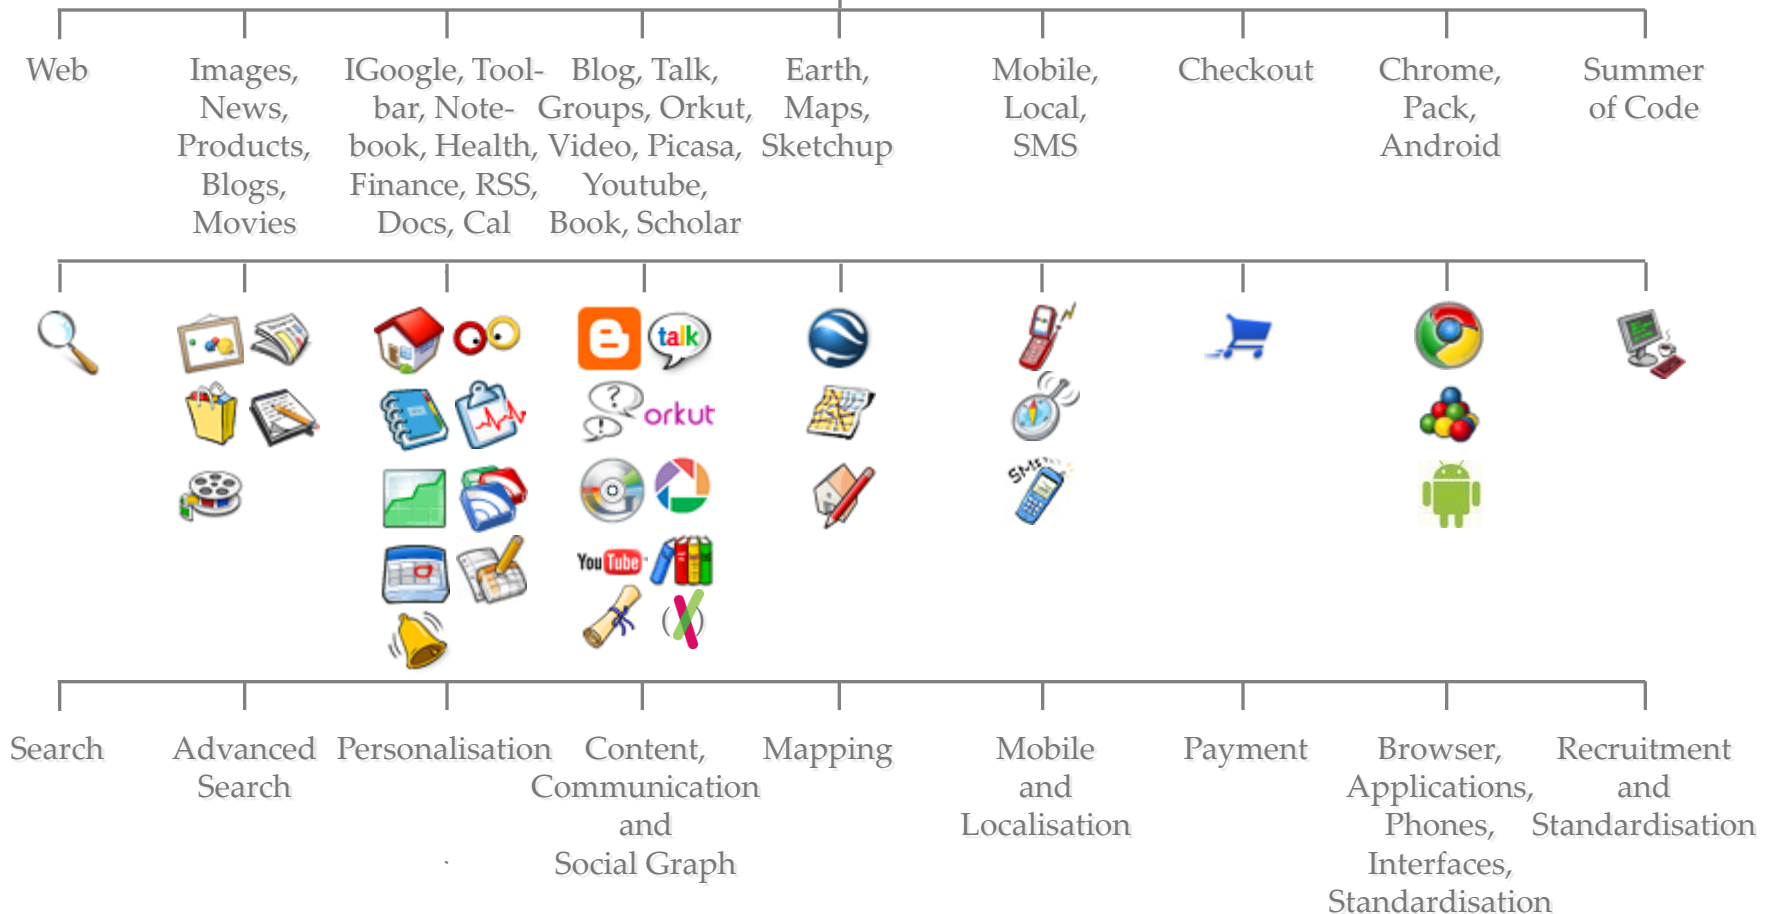 Web
Images,
News,
Products,
Blogs,
Movies
IGoogle, Tool-
bar, Note-
book, Health,
Finance, RSS,
Docs, Cal
Blog, Talk,
Groups, Orkut,
Video, Picasa,
Youtube,
Book, Scholar
Earth,
Maps,
Sketchup
Mobile,
Local,
SMS
Checkout
Chrome,
Pack,
Android
Summer
of Code
talk
orkut
G
You Tube
SMS
Search
Advanced
Search
Personalisation
Content,
Communication
and
Social Graph
Mapping
Mobile
and
Localisation
Payment
Browser,
Applications,
Phones,
Interfaces,
Standardisation
Recruitment
and
Standardisation